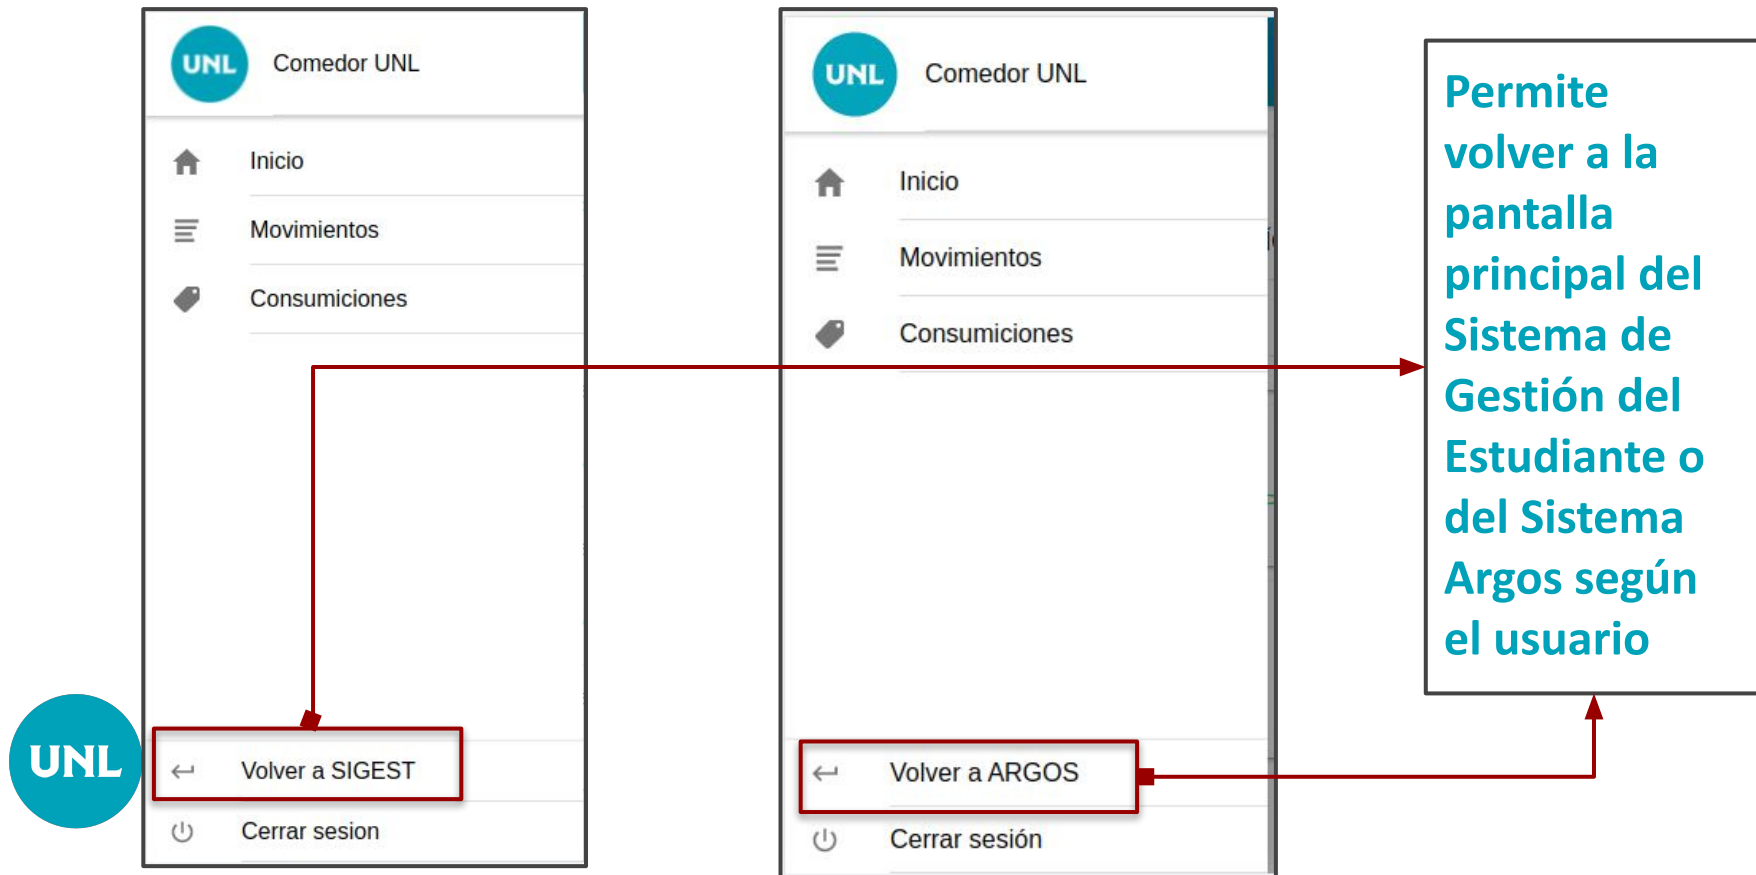 UNL
Comedor UNL
Inicio
Movimientos
Consumiciones
Volver a SIGEST
Cerrar sesion
UNL
UNL
Comedor UNL
Inicio
Movimientos
Consumiciones
Volver a ARGOS
Cerrar sesión
Permite
volver a la
pantalla
principal del
Sistema de
Gestión del
Estudiante o
del Sistema
Argos según
el usuario